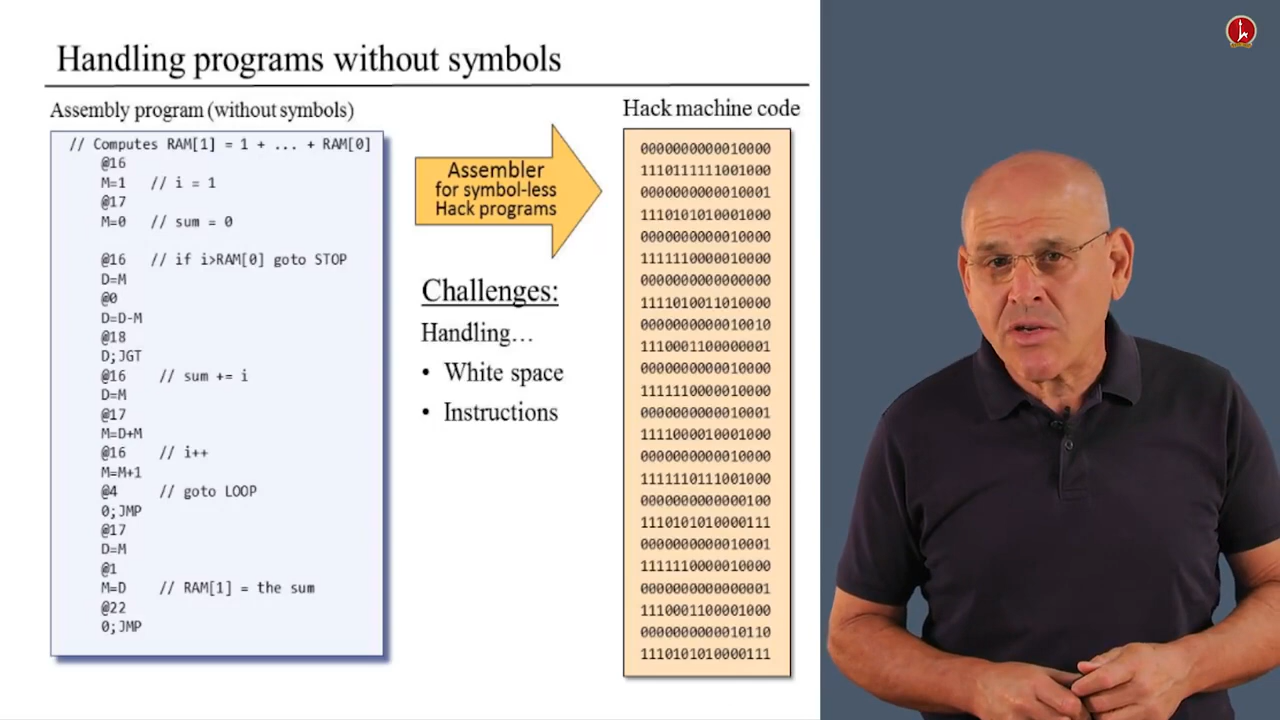 Handling programs without symbols
Assembly program (without symbols)
// Computes RAM[1] = 1 + ... + RAM[0]
@16
M=1 // i = 1
@17
M=0 // sum = 0
@16 // if i>RAM[0] goto STOP
D=M
@0
D=D-M
@18
D;JGT
@16 // sum += i
D=M
@17
M=D+M
@16 // i++
M=M+1
@4 // goto LOOP
0;JMP
@17
D=M
@1
M=D // RAM[1] = the sum
@22
0;JMP
Assembler
for symbol-less
Hack programs
Challenges:
Handling…
• White space
• Instructions
Hack machine code
0000000000010000
1110111111001000
0000000000010001
1110101010001000
0000000000010000
1111110000010000
0000000000000000
1111010011010000
0000000000010010
1110001100000001
0000000000010000
1111110000010000
0000000000010001
1111000010001000
0000000000010000
1111110111001000
0000000000000100
1110101010000111
0000000000010001
1111110000010000
0000000000000001
1110001100001000
0000000000010110
1110101010000111